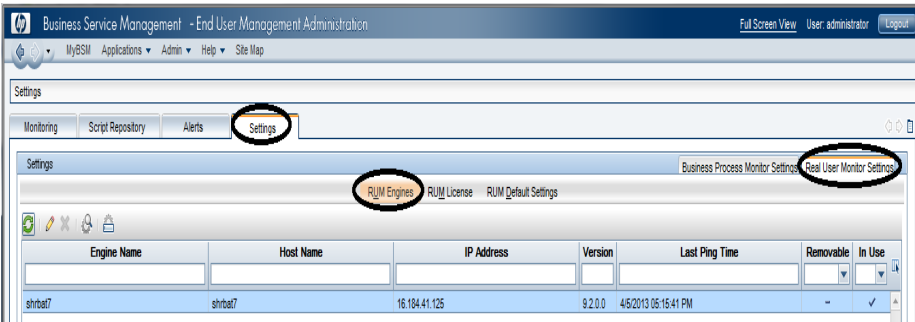 hp Business Service Management - End User Management Administration Full Screen View User: administrator Logout
MyBSM Applications Admin Help Site Map
Settings
Monitoring Script Repository Alerts Settings
Settings Business Process Monitor Settings Real User Monitor Settings
RUM Engines RUM License RUM Default Settings
Engine Name Host Name IP Address Version Last Ping Time Removable In Use
shrbat7 shrbat7 16.184.41.125 9.2.0.0 4/5/2013 05:15:41 PM – ✓